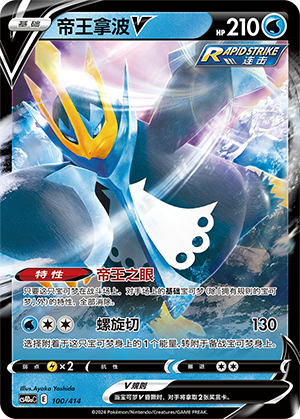 基础
帝王拿波V
HP 210
RAPID STRIKE
连击
特性 帝王之眼
只要这只宝可梦在战斗场上,对手场上的基础宝可梦(除「拥有规则的宝可
梦」外)的特性,全部消除。
螺旋切 130
选择附着于这只宝可梦身上的1个能量,转附于备战宝可梦身上。
弱点 ×2 抗性 撤退
Illus. Ayaka Yoshida
CS4DaC E 100/414
V规则
当宝可梦V昏厥时,对手将拿取2张奖赏卡。
©2024 Pokémon/Nintendo/Creatures/GAME FREAK.